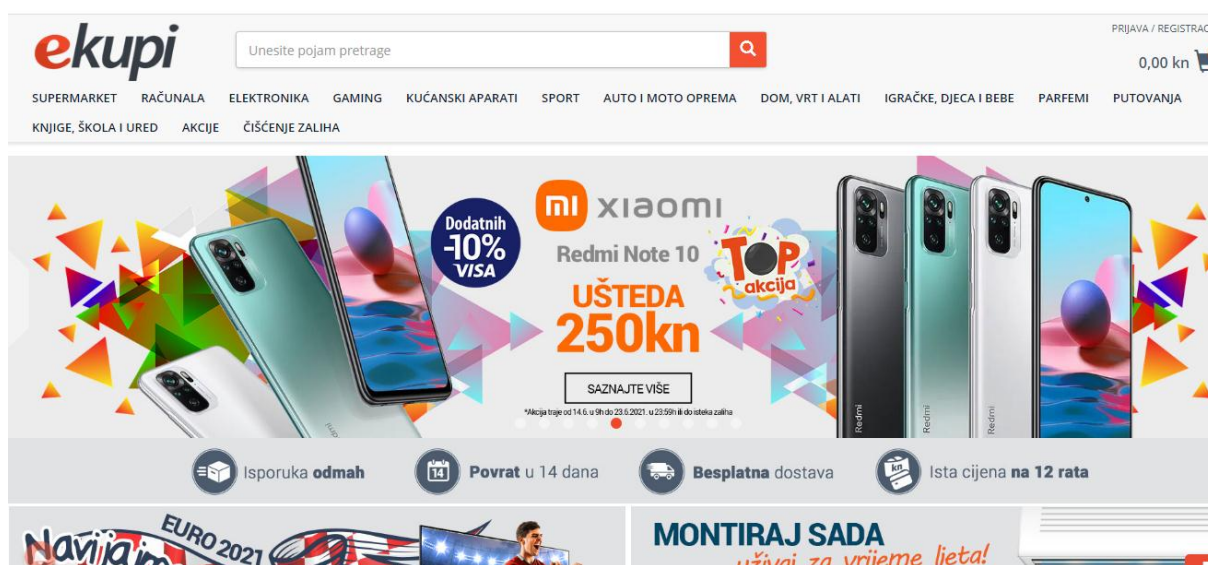 ekupi
Unesite pojam pretrage
PRIJAVA / REGISTRAC
0,00 kn
SUPERMARKET RAČUNALA ELEKTRONIKA GAMING KUĆANSKI APARATI SPORT AUTO I MOTO OPREMA DOM, VRT I ALATI IGRAČKE, DJECA I BEBE PARFEMI PUTOVANJA
KNJIGE, ŠKOLA I URED AKCIJE ČIŠĆENJE ZALIHA
Dodatnih
-10%
VISA
mi xiaomi
Redmi Note 10
TOP
akcija
UŠTEDA
250kn
SAZNAJTE VIŠE
*Akcija traje od 14.6. u 9h do 23.6.2021. u 23:59h ili do isteka zaliha
Redmi
Redmi
Redmi
Isporuka odmah
14
Povrat u 14 dana
Besplatna dostava
kn
Ista cijena na 12 rata
EURO 2021
Navijajm
MONTIRAJ SADA
uživaj za vrijeme ljeta!